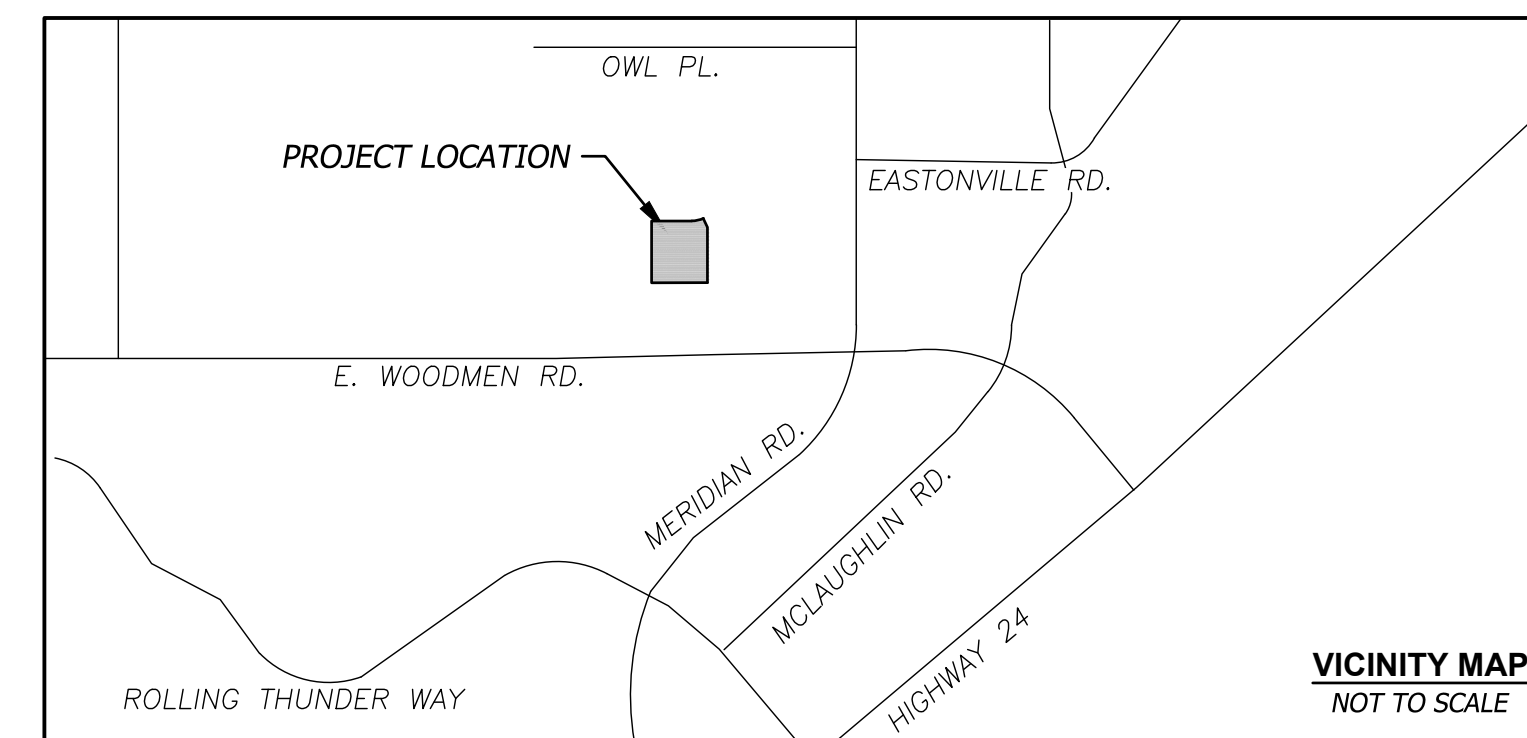 OWL PL.
PROJECT LOCATION
EASTONVILLE RD.
E. WOODMEN RD.
MERIDIAN RD.
MCLAUGHLIN RD.
HIGHWAY 24
ROLLING THUNDER WAY
VICINITY MAP
NOT TO SCALE